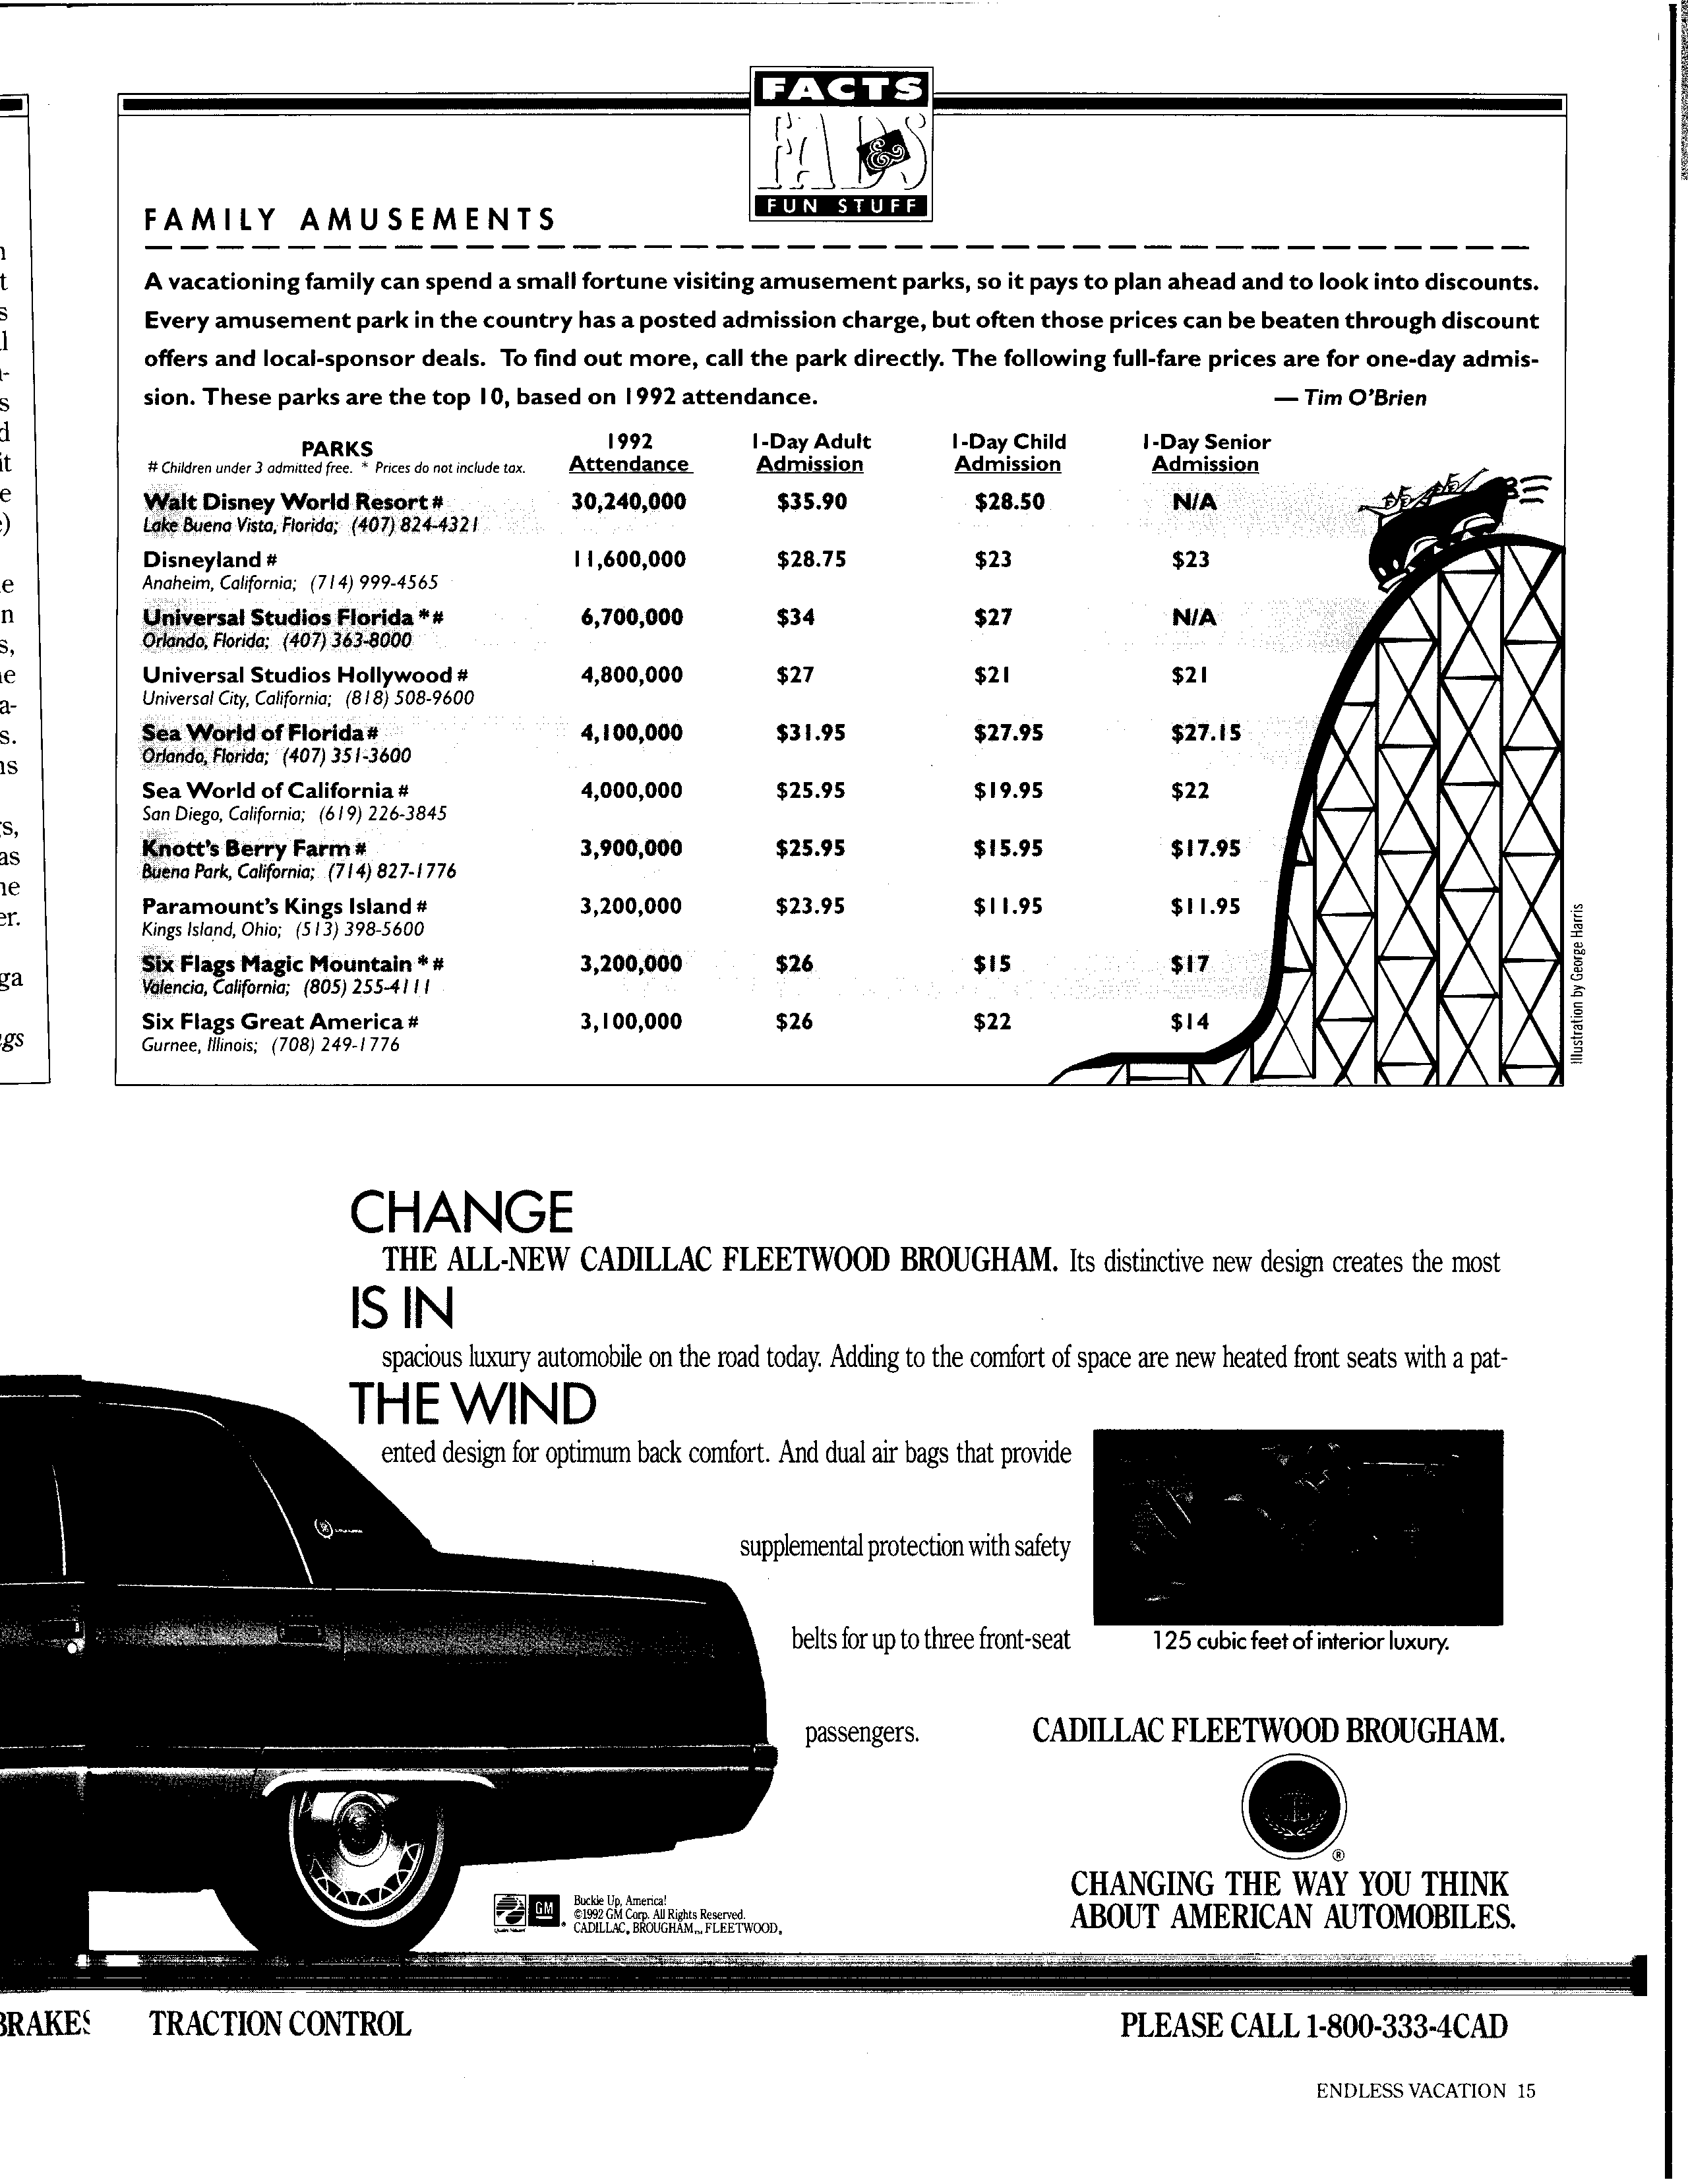 FACTS
FADS
&
FUN STUFF
FAMILY AMUSEMENTS
A vacationing family can spend a small fortune visiting amusement parks, so it pays to plan ahead and to look into discounts.
Every amusement park in the country has a posted admission charge, but often those prices can be beaten through discount
offers and local-sponsor deals. To find out more, call the park directly. The following full-fare prices are for one-day admis-
sion. These parks are the top 10, based on 1992 attendance. — Tim O'Brien
PARKS 1992 1-Day Adult 1-Day Child 1-Day Senior
# Children under 3 admitted free. * Prices do not include tax. Attendance Admission Admission Admission
Walt Disney World Resort # 30,240,000 $35.90 $28.50 N/A
Lake Buena Vista, Florida; (407) 824-4321
Disneyland # 11,600,000 $28.75 $23 $23
Anaheim, California; (714) 999-4565
Universal Studios Florida *# 6,700,000 $34 $27 N/A
Orlando, Florida; (407) 363-8000
Universal Studios Hollywood # 4,800,000 $27 $21 $21
Universal City, California; (818) 508-9600
Sea World of Florida # 4,100,000 $31.95 $27.95 $27.15
Orlando, Florida; (407) 351-3600
Sea World of California # 4,000,000 $25.95 $19.95 $22
San Diego, California; (619) 226-3845
Knott's Berry Farm # 3,900,000 $25.95 $15.95 $17.95
Buena Park, California; (714) 827-1776
Paramount's Kings Island # 3,200,000 $23.95 $11.95 $11.95
Kings Island, Ohio; (513) 398-5600
Six Flags Magic Mountain * # 3,200,000 $26 $15 $17
Valencia, California; (805) 255-4111
Six Flags Great America # 3,100,000 $26 $22 $14
Gurnee, Illinois; (708) 249-1776
Illustration by George Harris
CHANGE
THE ALL-NEW CADILLAC FLEETWOOD BROUGHAM. Its distinctive new design creates the most
IS IN
spacious luxury automobile on the road today. Adding to the comfort of space are new heated front seats with a pat-
THE WIND
ented design for optimum back comfort. And dual air bags that provide
supplemental protection with safety
belts for up to three front-seat
passengers.
125 cubic feet of interior luxury.
CADILLAC FLEETWOOD BROUGHAM.
®
CHANGING THE WAY YOU THINK
ABOUT AMERICAN AUTOMOBILES.
GM
Buckle Up, America!
©1992 GM Corp. All Rights Reserved.
CADILLAC, BROUGHAM, FLEETWOOD,
BRAKES TRACTION CONTROL PLEASE CALL 1-800-333-4CAD
ENDLESS VACATION 15